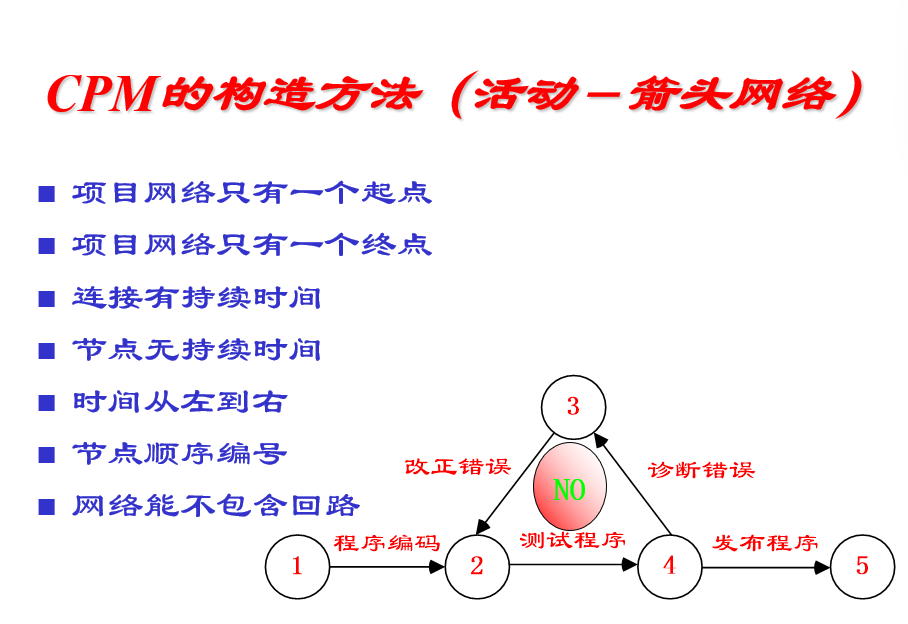 CPM的构造方法（活动－箭头网络）
■ 项目网络只有一个起点
■ 项目网络只有一个终点
■ 连接有持续时间
■ 节点无持续时间
■ 时间从左到右
■ 节点顺序编号
■ 网络能不包含回路
3
改正错误
诊断错误
NO
程序编码
测试程序
发布程序
1
2
4
5